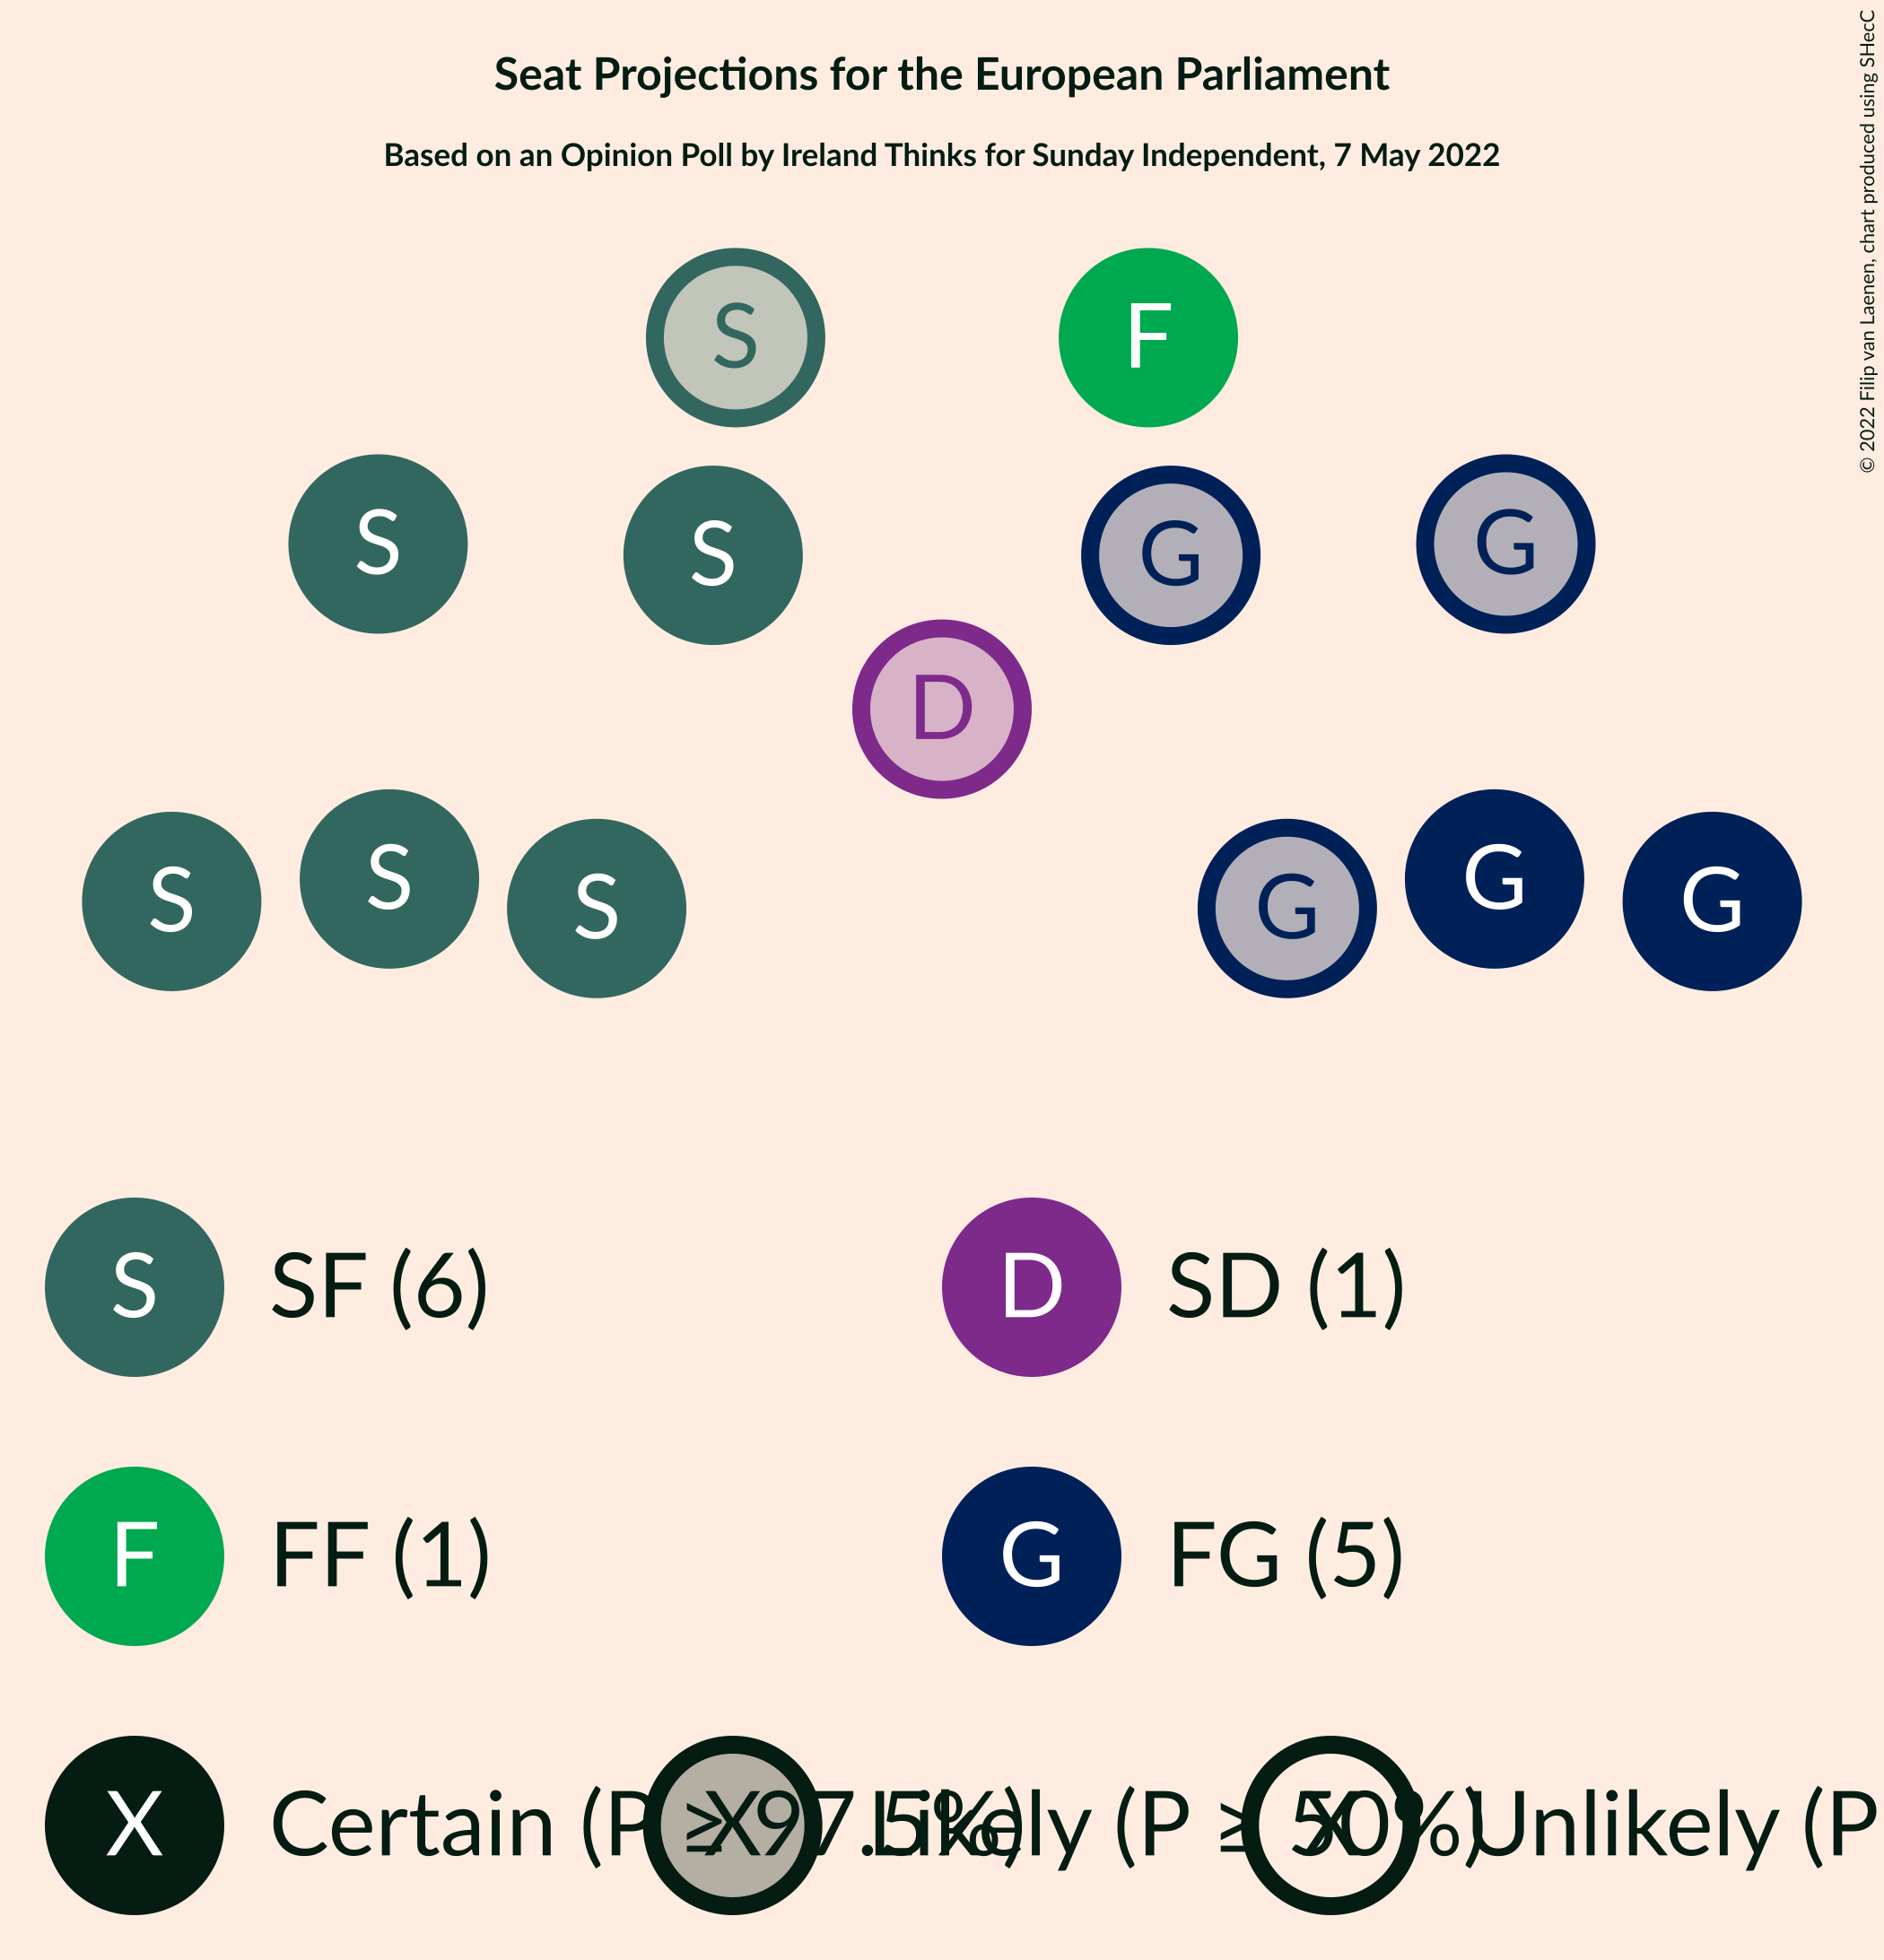 Seat Projections for the European Parliament
Based on an Opinion Poll by Ireland Thinks for Sunday Independent, 7 May 2022
© 2022 Filip van Laenen, chart produced using SHecC
S F
S S G G
D
S S S G G G
S SF (6) D SD (1)
F FF (1) G FG (5)
X Certain (P ≥ 97.5%) X Likely (P ≥ 50%) X Unlikely (P